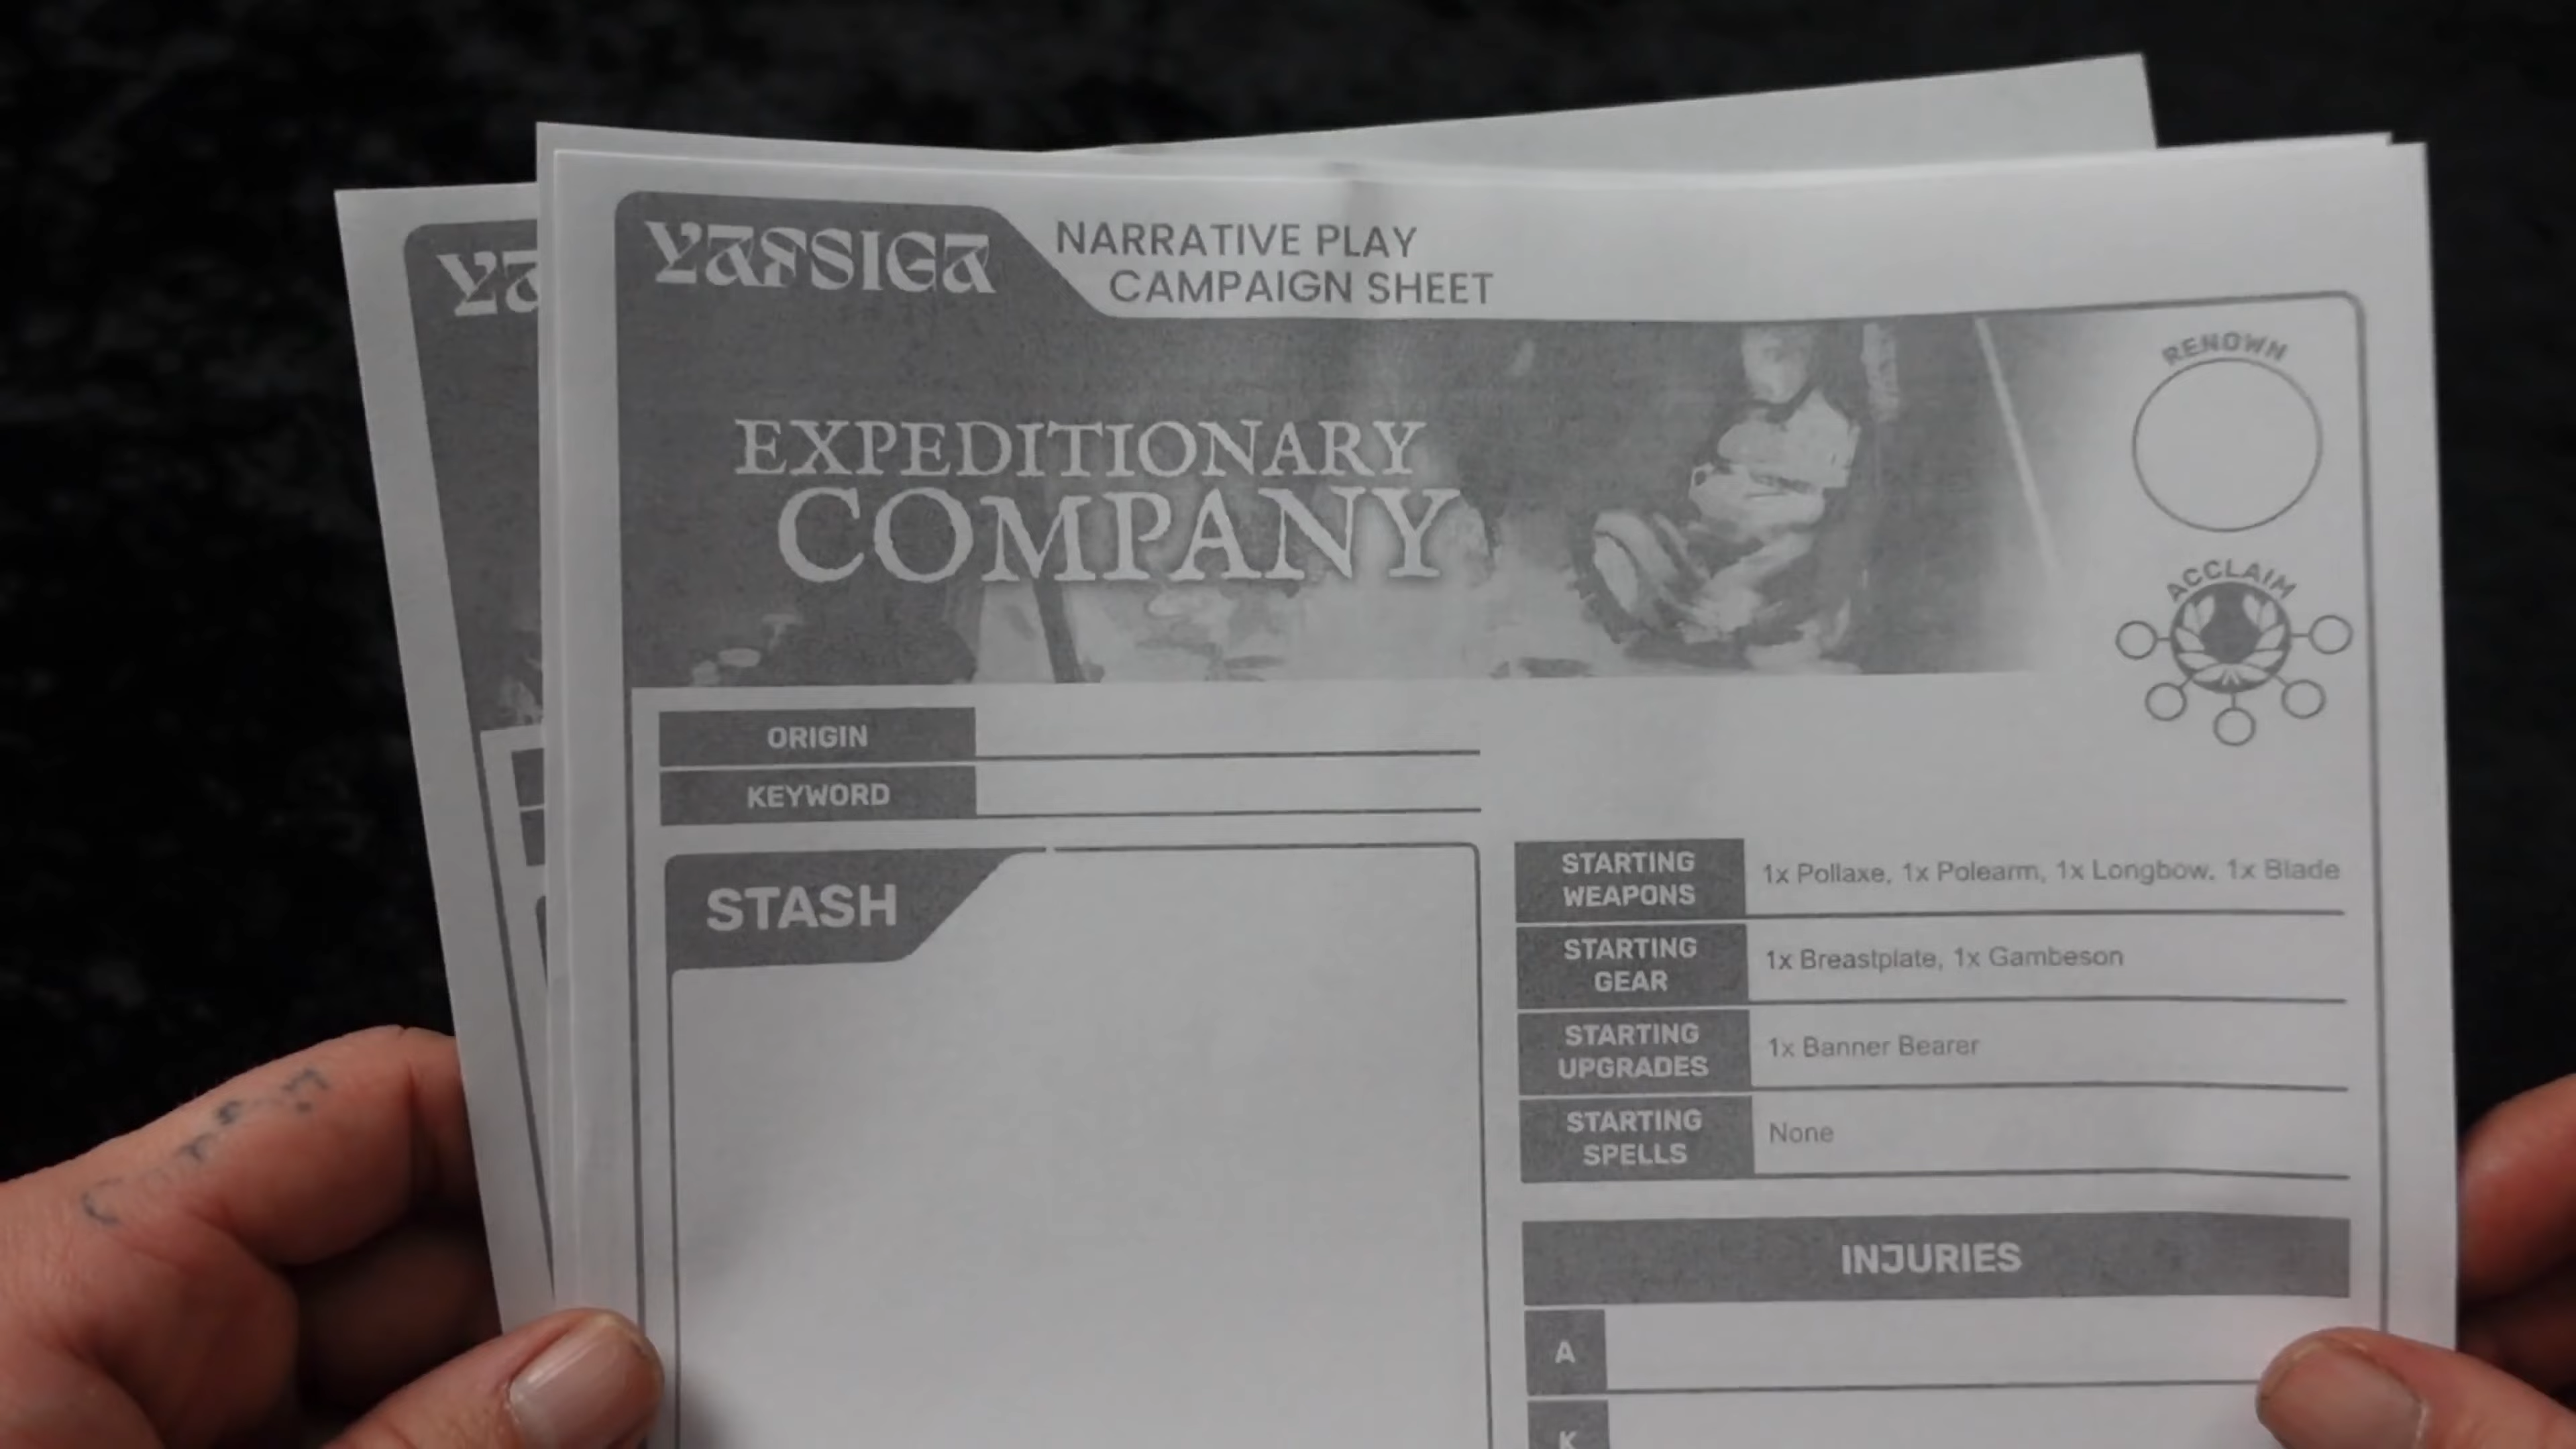 YARSIGA
NARRATIVE PLAY
CAMPAIGN SHEET
EXPEDITIONARY
COMPANY
RENOWN
ACCLAIM
ORIGIN
KEYWORD
STASH
STARTING
WEAPONS
1x Pollaxe, 1x Polearm, 1x Longbow, 1x Blade
STARTING
GEAR
1x Breastplate, 1x Gambeson
STARTING
UPGRADES
1x Banner Bearer
STARTING
SPELLS
None
INJURIES
A
K